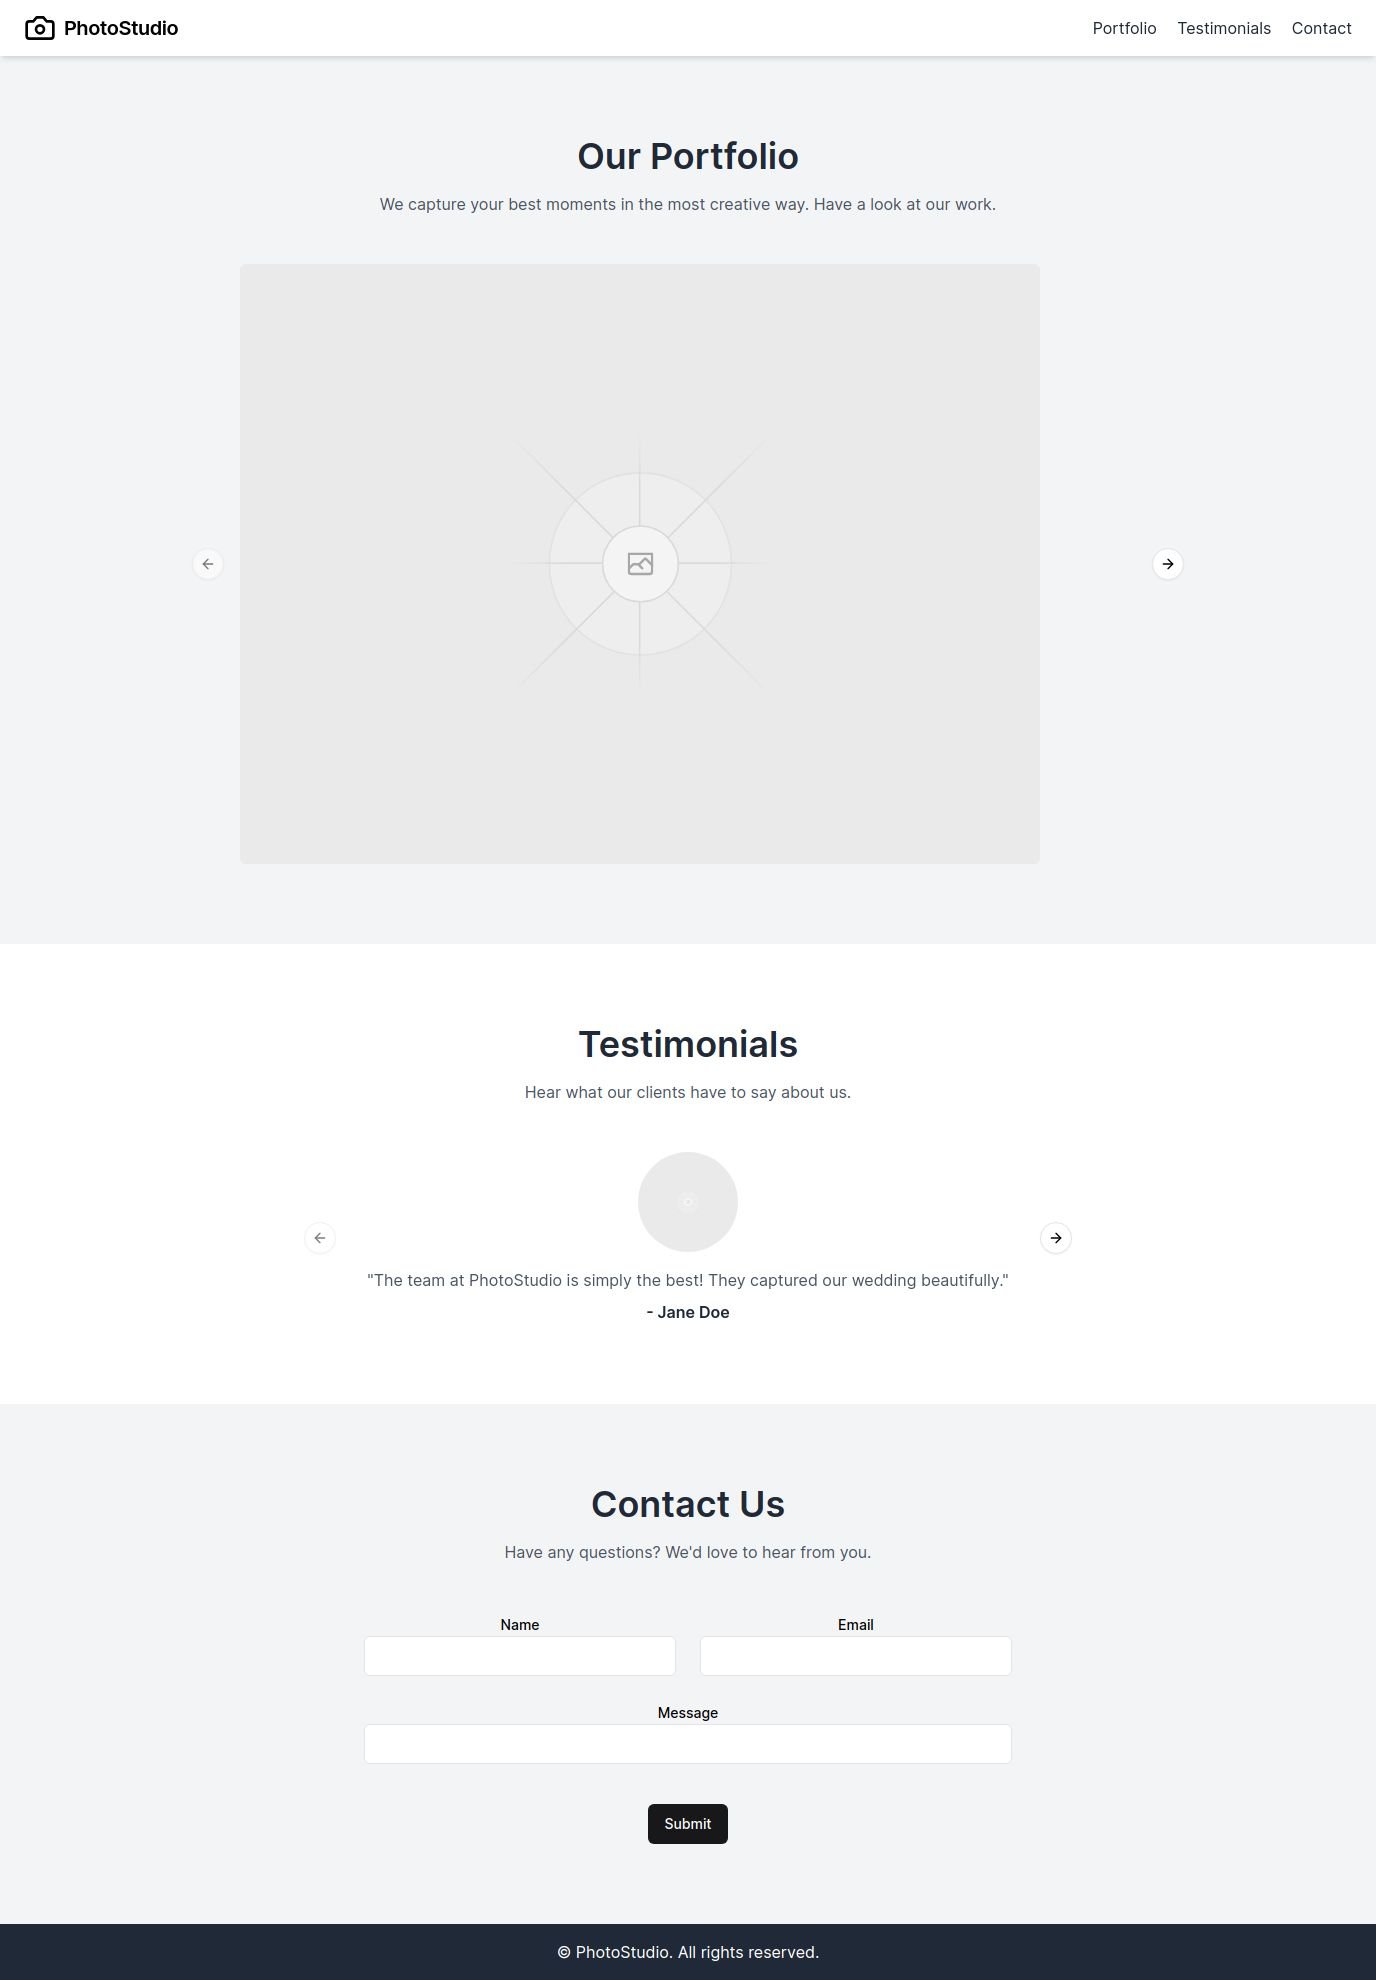 PhotoStudio
Portfolio Testimonials Contact
Our Portfolio
We capture your best moments in the most creative way. Have a look at our work.
Testimonials
Hear what our clients have to say about us.
"The team at PhotoStudio is simply the best! They captured our wedding beautifully."
- Jane Doe
Contact Us
Have any questions? We'd love to hear from you.
Name Email
Message
Submit
© PhotoStudio. All rights reserved.